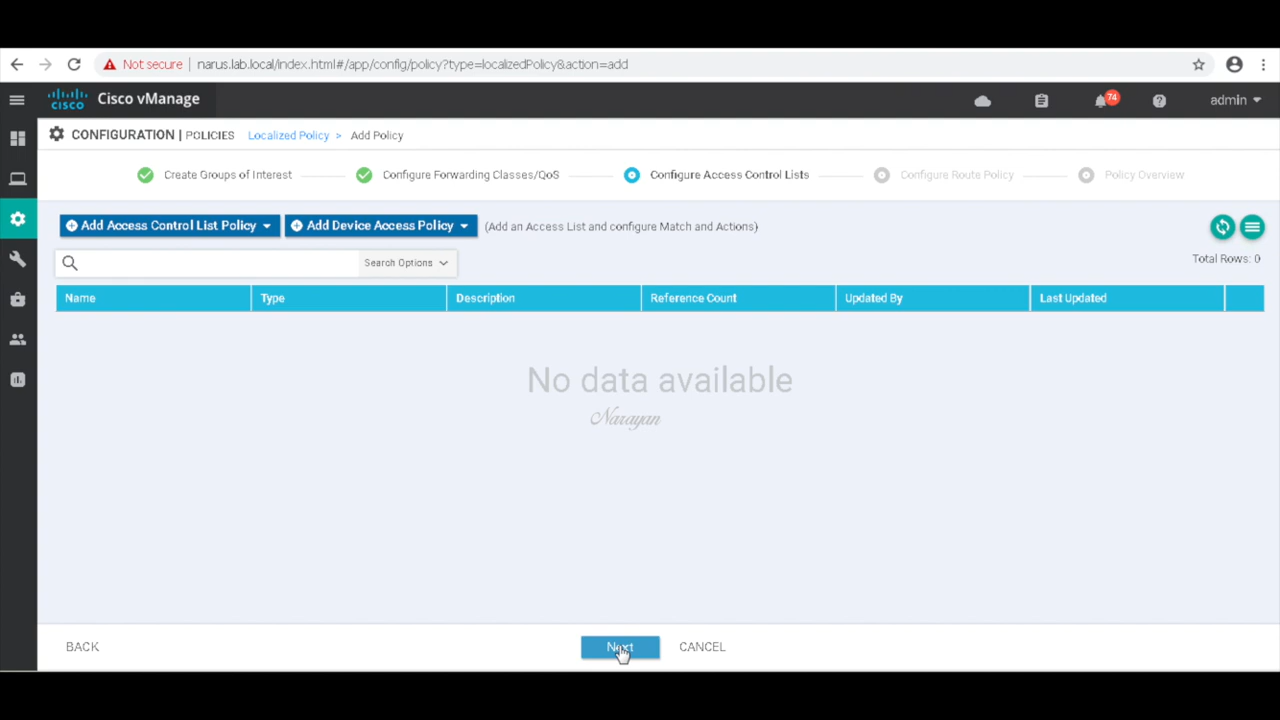 Not secure narus.lab.local/index.html#/app/config/policy?type=localizedPolicy&action=add
CISCO Cisco vManage 74 admin
CONFIGURATION | POLICIES Localized Policy > Add Policy
Create Groups of Interest Configure Forwarding Classes/QoS Configure Access Control Lists Configure Route Policy Policy Overview
Add Access Control List Policy Add Device Access Policy (Add an Access List and configure Match and Actions)
Search Options
Total Rows: 0
Name Type Description Reference Count Updated By Last Updated
No data available
Narayan
BACK Next CANCEL